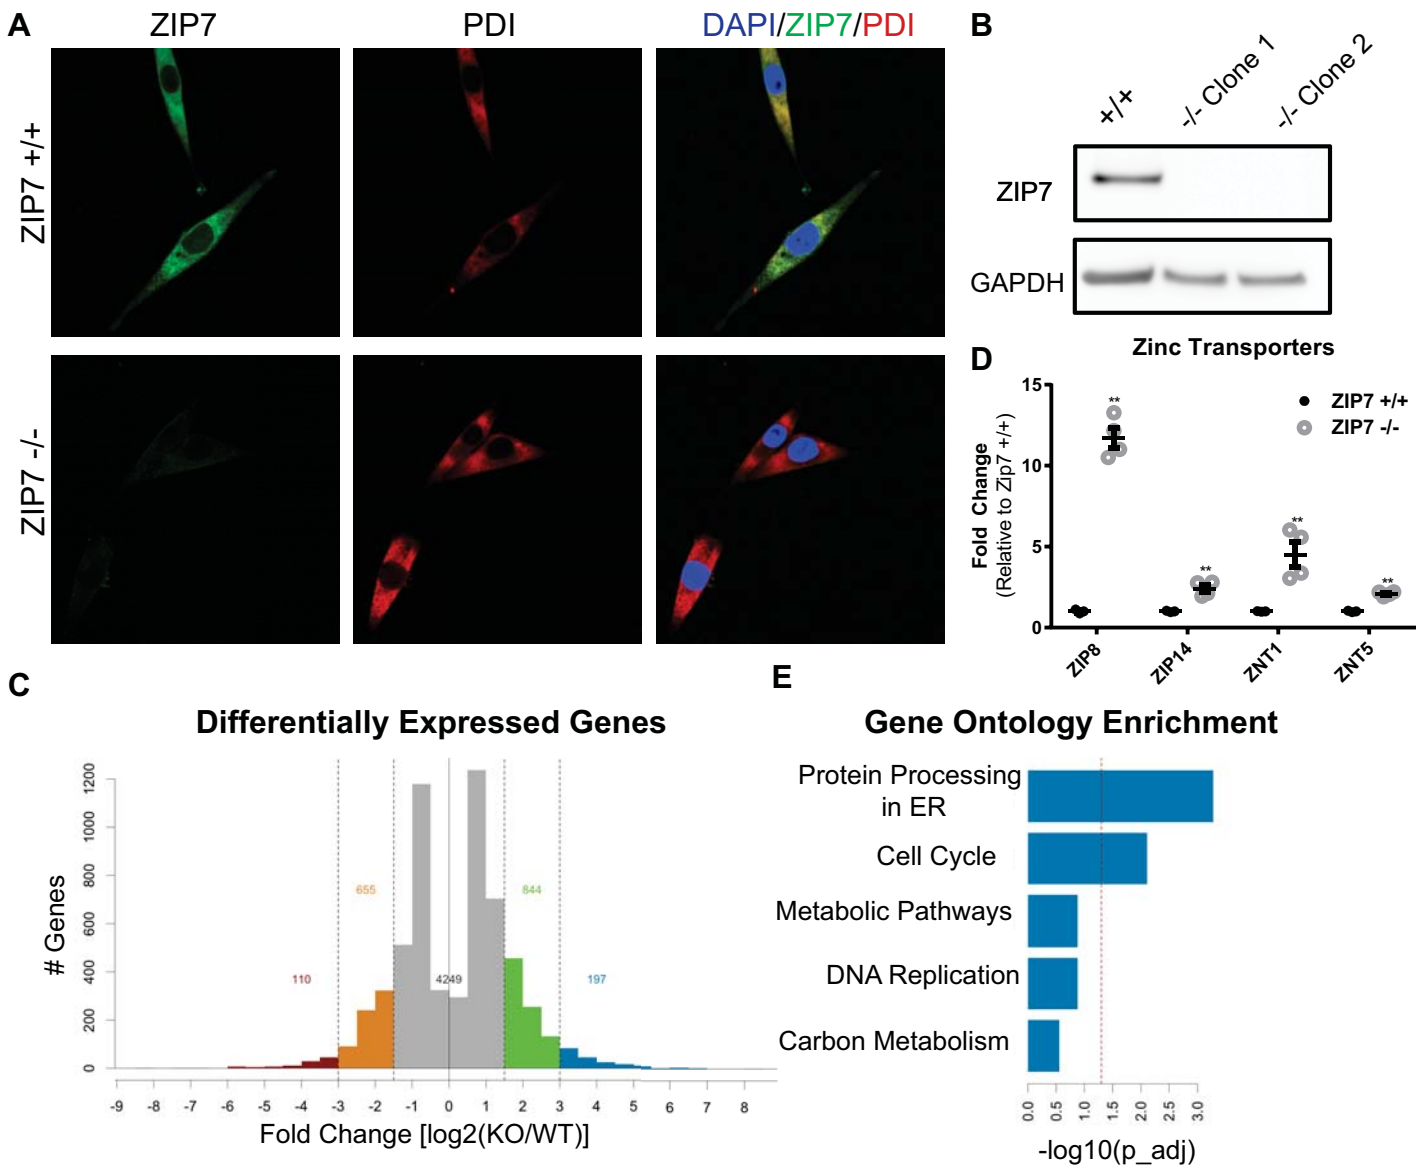 A
ZIP7
PDI
DAPI/ZIP7/PDI
ZIP7 +/+
ZIP7 -/-
B
+/+
-/- Clone 1
-/- Clone 2
ZIP7
GAPDH
D
Zinc Transporters
Fold Change
(Relative to Zip7 +/+)
15
10
5
0
**
**
**
**
ZIP7 +/+
ZIP7 -/-
ZIP8
ZIP14
ZNT1
ZNT5
C
Differentially Expressed Genes
# Genes
1200
1000
800
600
400
200
0
110
655
4249
844
197
-9 -8 -7 -6 -5 -4 -3 -2 -1 0 1 2 3 4 5 6 7 8
Fold Change [log2(KO/WT)]
E
Gene Ontology Enrichment
Protein Processing
in ER
Cell Cycle
Metabolic Pathways
DNA Replication
Carbon Metabolism
0.0 0.5 1.0 1.5 2.0 2.5 3.0
-log10(p_adj)